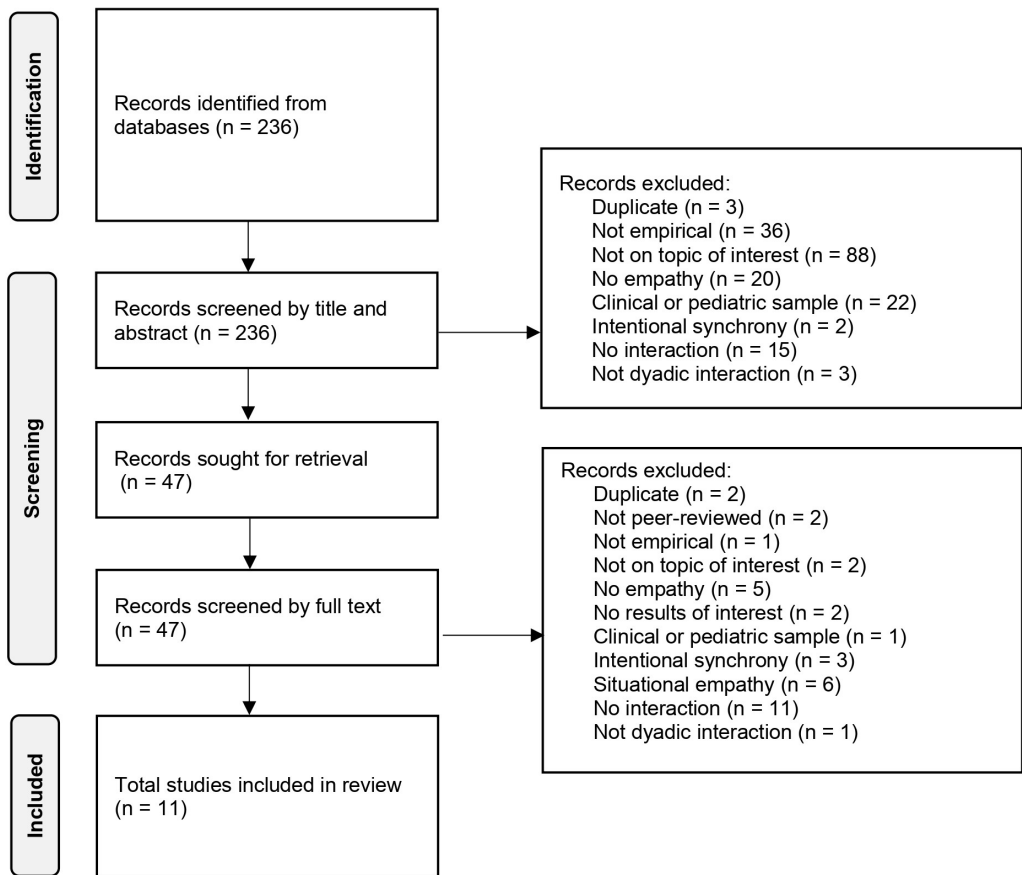 Identification
Records identified from
databases (n = 236)
Records excluded:
Duplicate (n = 3)
Not empirical (n = 36)
Not on topic of interest (n = 88)
No empathy (n = 20)
Clinical or pediatric sample (n = 22)
Intentional synchrony (n = 2)
No interaction (n = 15)
Not dyadic interaction (n = 3)
Screening
Records screened by title and
abstract (n = 236)
Records sought for retrieval
(n = 47)
Records screened by full text
(n = 47)
Records excluded:
Duplicate (n = 2)
Not peer-reviewed (n = 2)
Not empirical (n = 1)
Not on topic of interest (n = 2)
No empathy (n = 5)
No results of interest (n = 2)
Clinical or pediatric sample (n = 1)
Intentional synchrony (n = 3)
Situational empathy (n = 6)
No interaction (n = 11)
Not dyadic interaction (n = 1)
Included
Total studies included in review
(n = 11)